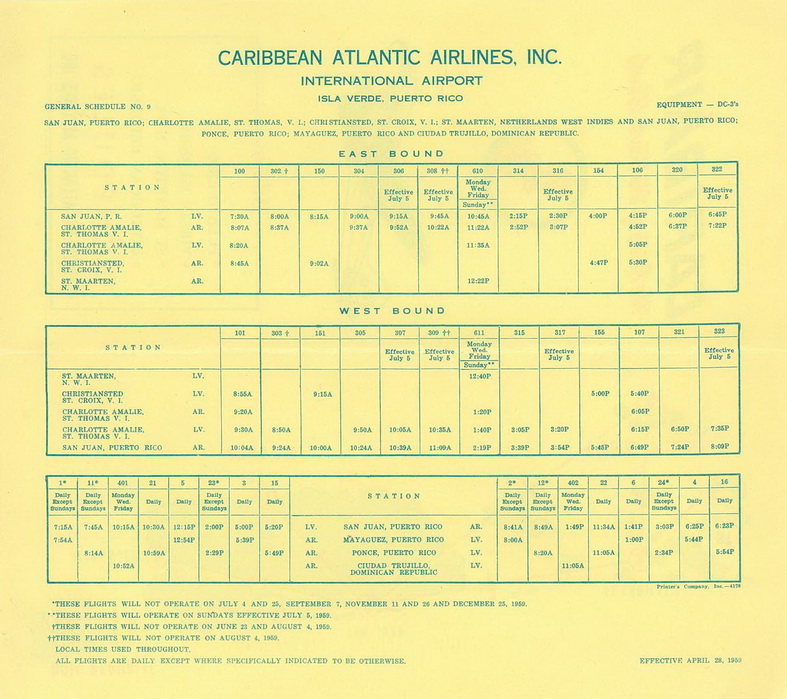 CARIBBEAN ATLANTIC AIRLINES, INC.
INTERNATIONAL AIRPORT
ISLA VERDE, PUERTO RICO
GENERAL SCHEDULE NO. 9 EQUIPMENT — DC-3's
SAN JUAN, PUERTO RICO; CHARLOTTE AMALIE, ST. THOMAS, V. I.; CHRISTIANSTED, ST. CROIX, V. I.; ST. MAARTEN, NETHERLANDS WEST INDIES AND SAN JUAN, PUERTO RICO;
PONCE, PUERTO RICO; MAYAGUEZ, PUERTO RICO AND CIUDAD TRUJILLO, DOMINICAN REPUBLIC.
EAST BOUND
STATION 100 302 † 150 304 306 308 †† 610 314 316 154 106 320 322
Effective July 5 Effective July 5 Monday Wed. Friday Sunday** Effective July 5 Effective July 5
SAN JUAN, P. R. LV. 7:30A 8:00A 8:15A 9:00A 9:15A 9:45A 10:45A 2:15P 2:30P 4:00P 4:15P 6:00P 6:45P
CHARLOTTE AMALIE, ST. THOMAS V. I. AR. 8:07A 8:37A 9:37A 9:52A 10:22A 11:22A 2:52P 3:07P 4:52P 6:37P 7:22P
CHARLOTTE AMALIE, ST. THOMAS V. I. LV. 8:20A 11:35A 5:05P
CHRISTIANSTED, ST. CROIX, V. I. AR. 8:45A 9:02A 4:47P 5:30P
ST. MAARTEN, N. W. I. AR. 12:22P
WEST BOUND
STATION 101 303 † 151 305 307 309 †† 611 315 317 155 107 321 323
Effective July 5 Effective July 5 Monday Wed. Friday Sunday** Effective July 5 Effective July 5
ST. MAARTEN, N. W. I. LV. 12:40P
CHRISTIANSTED ST. CROIX, V. I. LV. 8:55A 9:15A 5:00P 5:40P
CHARLOTTE AMALIE, ST. THOMAS V. I. AR. 9:20A 1:20P 6:05P
CHARLOTTE AMALIE, ST. THOMAS V. I. LV. 9:30A 8:50A 9:50A 10:05A 10:35A 1:40P 3:05P 3:20P 6:15P 6:50P 7:35P
SAN JUAN, PUERTO RICO AR. 10:04A 9:24A 10:00A 10:24A 10:39A 11:09A 2:19P 3:39P 3:54P 5:45P 6:49P 7:24P 8:09P
1* 11* 401 21 5 33* 3 15 STATION 2* 12* 402 22 6 24* 4 16
Daily Except Sundays Daily Except Sundays Monday Wed. Friday Daily Daily Daily Except Sundays Daily Daily Daily Except Sundays Daily Except Sundays Monday Wed. Friday Daily Daily Daily Except Sundays Daily Daily
7:15A 7:45A 10:15A 10:30A 12:15P 2:00P 5:00P 5:20P LV. SAN JUAN, PUERTO RICO AR. 8:41A 8:49A 1:49P 11:34A 1:41P 3:03P 6:25P 6:23P
7:54A 12:54P 5:39P AR. MAYAGUEZ, PUERTO RICO LV. 8:00A 1:00P 5:44P
8:14A 10:59A 2:29P 5:49P AR. PONCE, PUERTO RICO LV. 8:20A 11:05A 2:34P 5:54P
10:52A AR. CIUDAD TRUJILLO, DOMINICAN REPUBLIC LV. 11:05A
Printer's Company, Inc.—4176
*THESE FLIGHTS WILL NOT OPERATE ON JULY 4 AND 25, SEPTEMBER 7, NOVEMBER 11 AND 26 AND DECEMBER 25, 1959.
**THESE FLIGHTS WILL OPERATE ON SUNDAYS EFFECTIVE JULY 5, 1959.
†THESE FLIGHTS WILL NOT OPERATE ON JUNE 23 AND AUGUST 4, 1959.
††THESE FLIGHTS WILL NOT OPERATE ON AUGUST 4, 1959.
LOCAL TIMES USED THROUGHOUT.
ALL FLIGHTS ARE DAILY EXCEPT WHERE SPECIFICALLY INDICATED TO BE OTHERWISE. EFFECTIVE APRIL 28, 1959